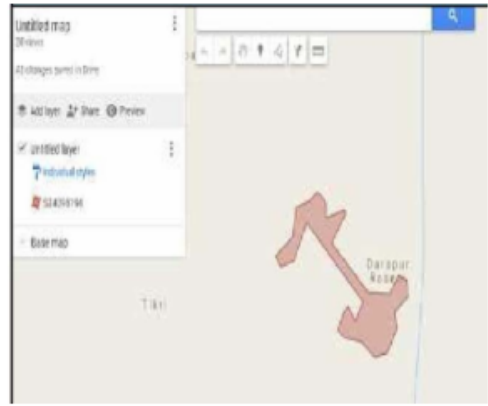 Untitled map
All changes saved in Drive
Add layer Share Preview
Untitled layer
Individual styles
Base map
Tikri
Darapur